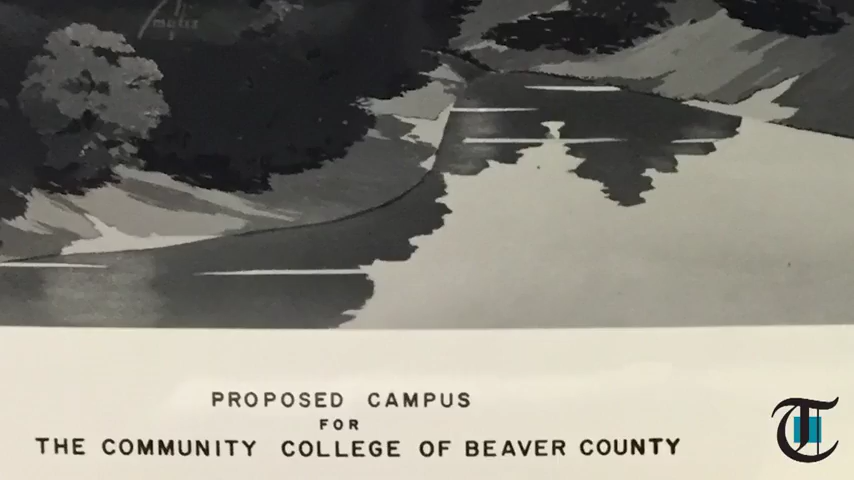 PROPOSED CAMPUS
FOR
THE COMMUNITY COLLEGE OF BEAVER COUNTY
T